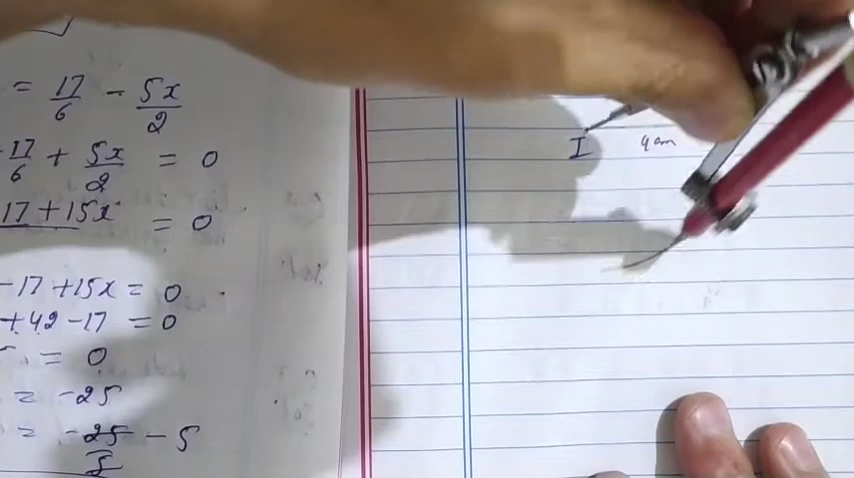 = 17/6 - 5x/2
-17/6 + 5x/2 = 0
17 + 15x = 0
-17 + 15x = 0
+ 42 - 17 = 0
= 0
= -25
= -25/5 - 5
I 4cm